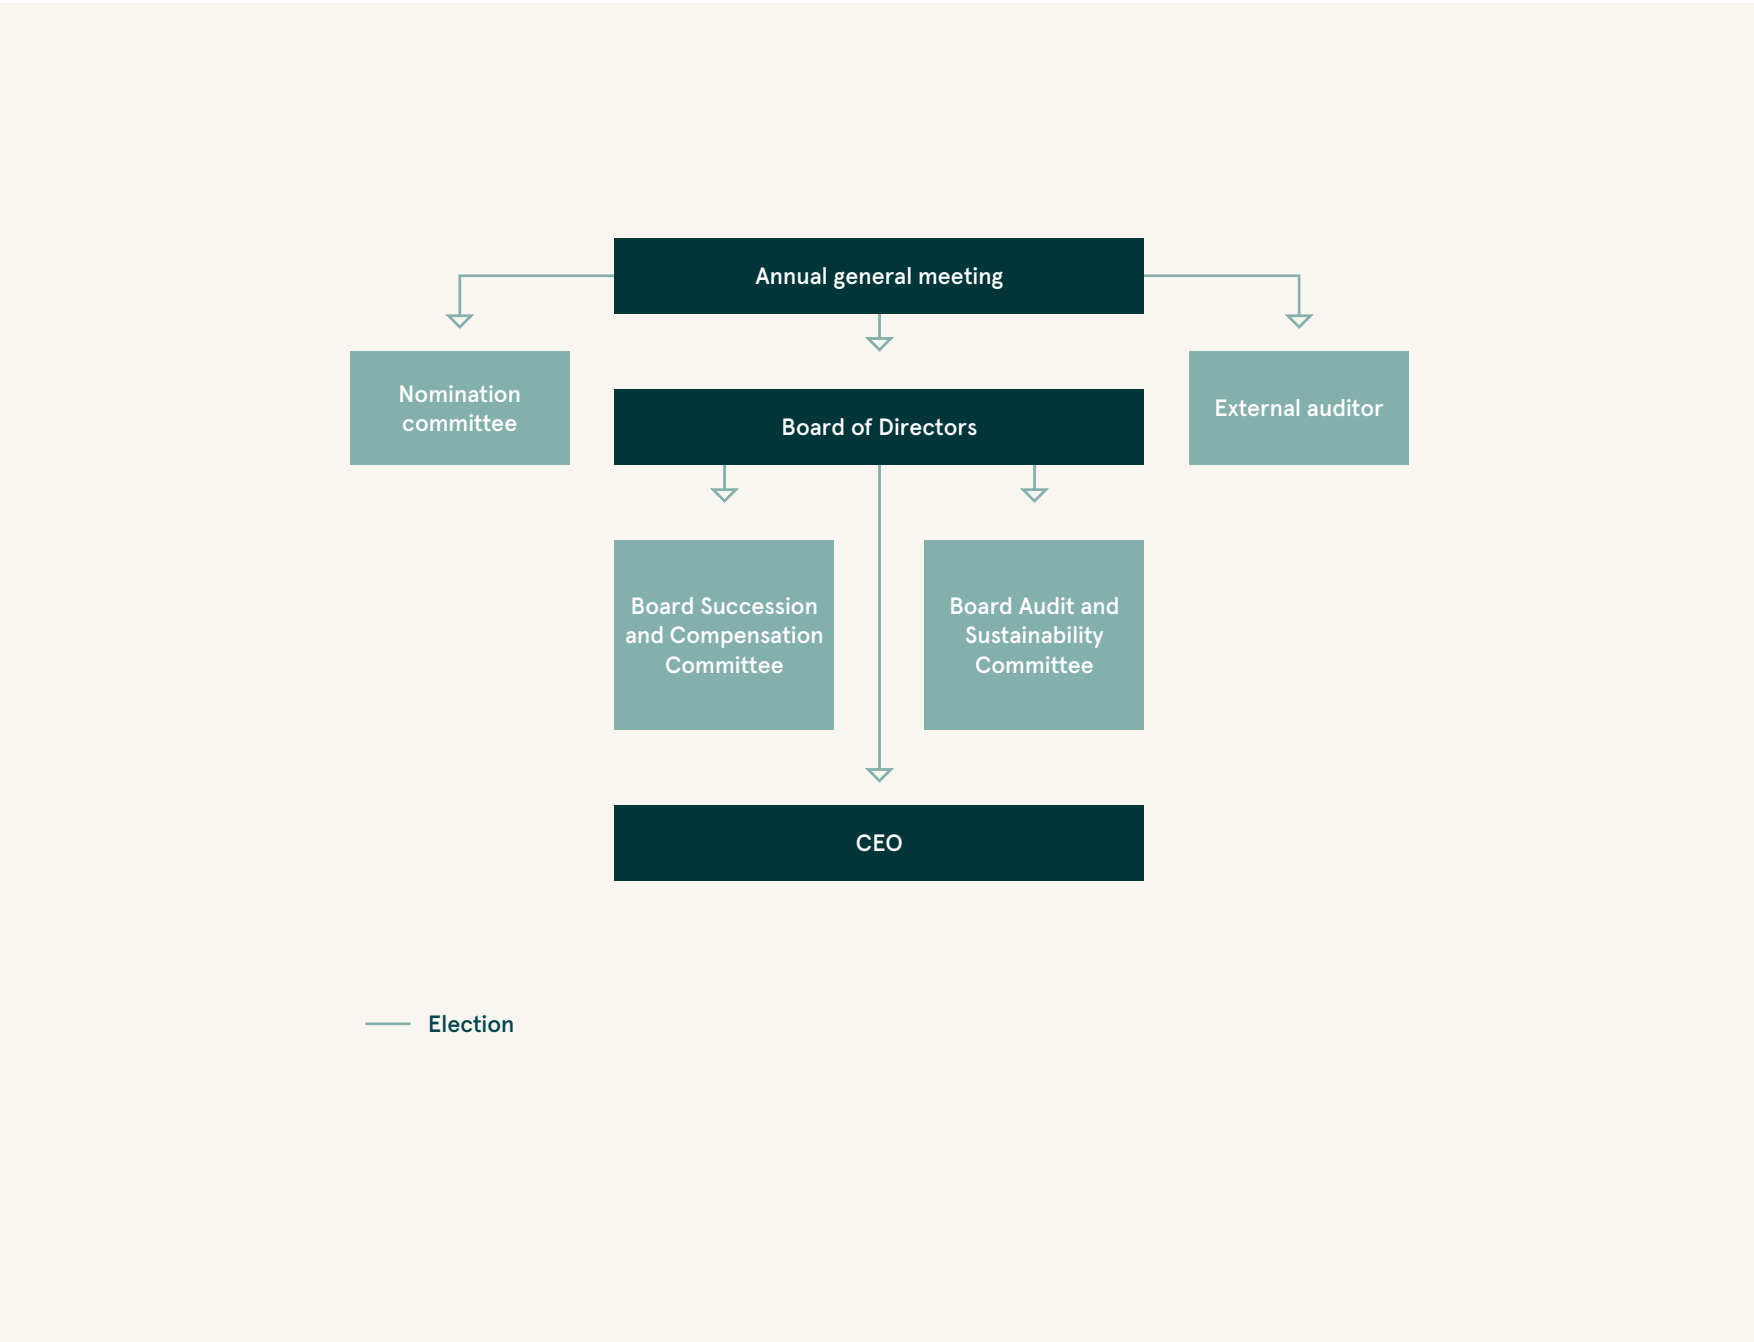 Annual general meeting
Nomination
committee
Board of Directors
External auditor
Board Succession
and Compensation
Committee
Board Audit and
Sustainability
Committee
CEO
Election